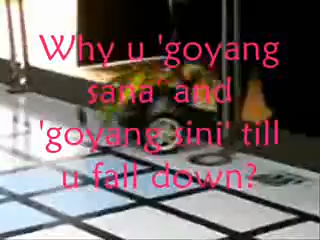 Why u 'goyang
sana' and
'goyang sini' till
u fall down?